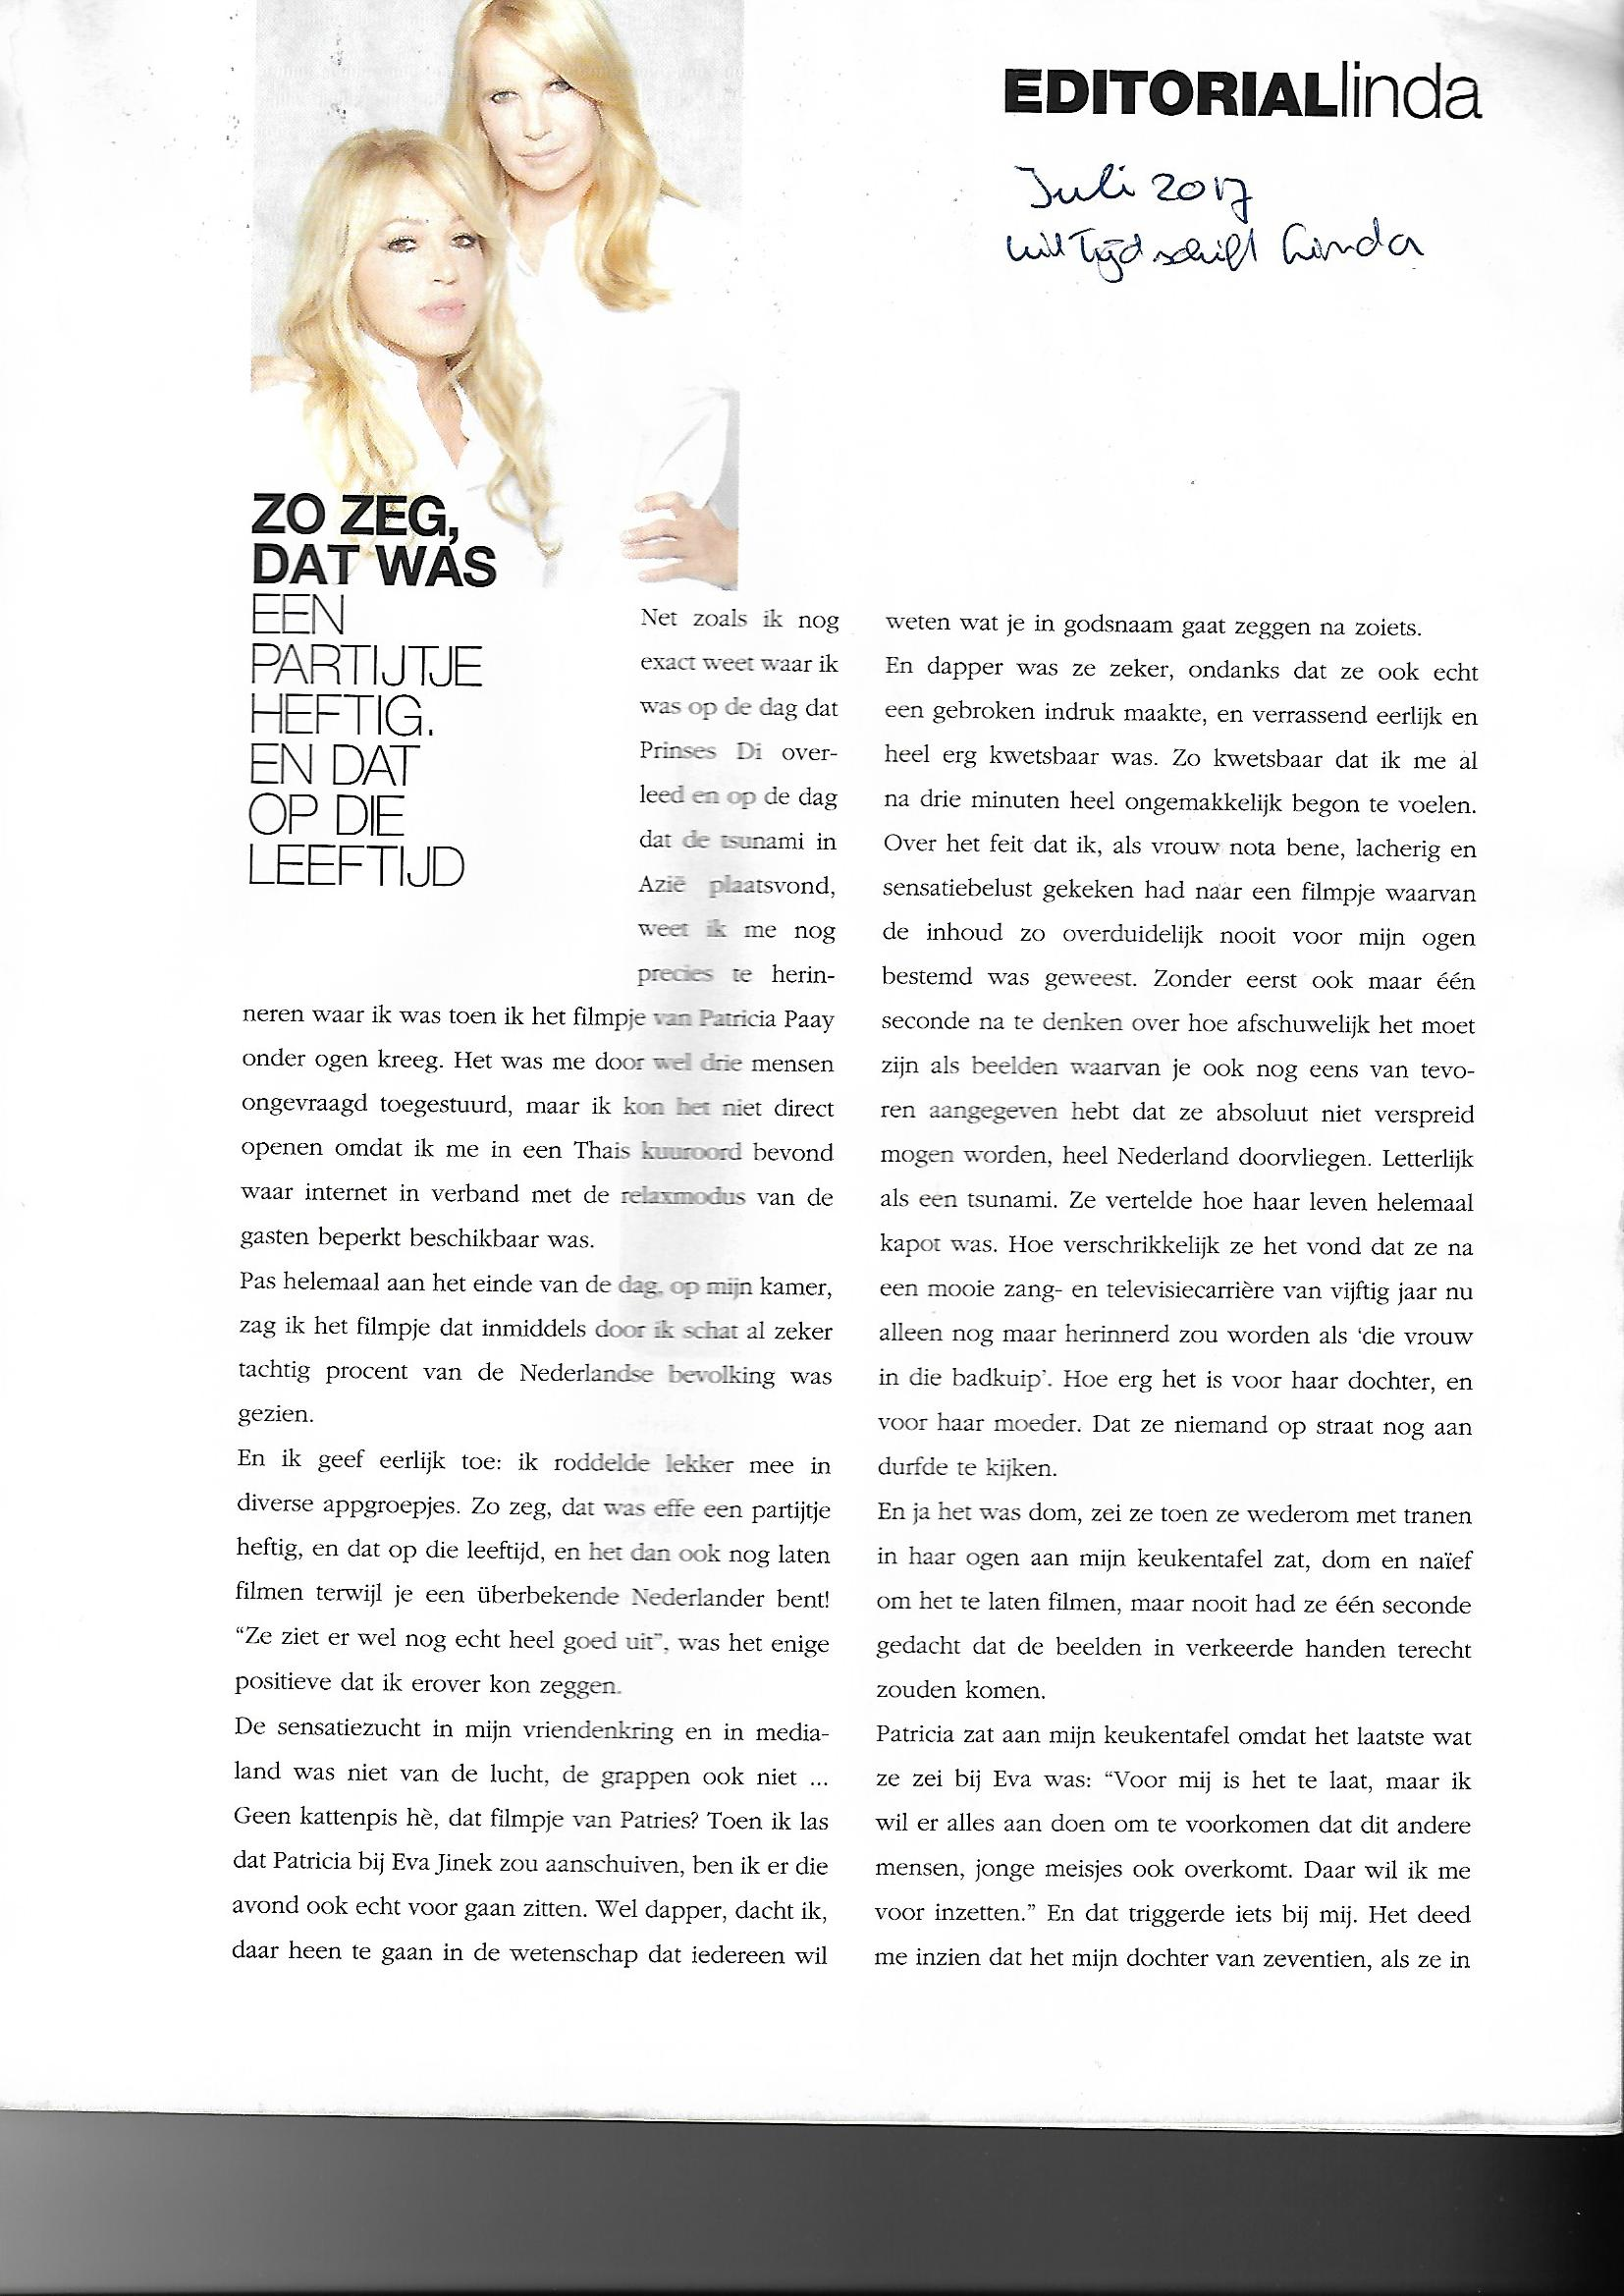 EDITORIALlinda
Juli 2017
uit Tijdschrift Linda
ZO ZEG,
DAT WAS
EEN
PARTIJTJE
HEFTIG.
EN DAT
OP DIE
LEEFTIJD
Net zoals ik nog
exact weet waar ik
was op de dag dat
Prinses Di over-
leed en op de dag
dat de tsunami in
Azië plaatsvond,
weet ik me nog
precies te herin-
neren waar ik was toen ik het filmpje van Patricia Paay
onder ogen kreeg. Het was me door wel drie mensen
ongevraagd toegestuurd, maar ik kon het niet direct
openen omdat ik me in een Thais kuuroord bevond
waar internet in verband met de relaxmodus van de
gasten beperkt beschikbaar was.
Pas helemaal aan het einde van de dag, op mijn kamer,
zag ik het filmpje dat inmiddels door ik schat al zeker
tachtig procent van de Nederlandse bevolking was
gezien.
En ik geef eerlijk toe: ik roddelde lekker mee in
diverse appgroepjes. Zo zeg, dat was effe een partijtje
heftig, en dat op die leeftijd, en het dan ook nog laten
filmen terwijl je een überbekende Nederlander bent!
“Ze ziet er wel nog echt heel goed uit”, was het enige
positieve dat ik erover kon zeggen.
De sensatiezucht in mijn vriendenkring en in media-
land was niet van de lucht, de grappen ook niet ...
Geen kattenpis hè, dat filmpje van Patries? Toen ik las
dat Patricia bij Eva Jinek zou aanschuiven, ben ik er die
avond ook echt voor gaan zitten. Wel dapper, dacht ik,
daar heen te gaan in de wetenschap dat iedereen wil
weten wat je in godsnaam gaat zeggen na zoiets.
En dapper was ze zeker, ondanks dat ze ook echt
een gebroken indruk maakte, en verrassend eerlijk en
heel erg kwetsbaar was. Zo kwetsbaar dat ik me al
na drie minuten heel ongemakkelijk begon te voelen.
Over het feit dat ik, als vrouw nota bene, lacherig en
sensatiebelust gekeken had naar een filmpje waarvan
de inhoud zo overduidelijk nooit voor mijn ogen
bestemd was geweest. Zonder eerst ook maar één
seconde na te denken over hoe afschuwelijk het moet
zijn als beelden waarvan je ook nog eens van tevo-
ren aangegeven hebt dat ze absoluut niet verspreid
mogen worden, heel Nederland doorvliegen. Letterlijk
als een tsunami. Ze vertelde hoe haar leven helemaal
kapot was. Hoe verschrikkelijk ze het vond dat ze na
een mooie zang- en televisiecarrière van vijftig jaar nu
alleen nog maar herinnerd zou worden als ‘die vrouw
in die badkuip’. Hoe erg het is voor haar dochter, en
voor haar moeder. Dat ze niemand op straat nog aan
durfde te kijken.
En ja het was dom, zei ze toen ze wederom met tranen
in haar ogen aan mijn keukentafel zat, dom en naïef
om het te laten filmen, maar nooit had ze één seconde
gedacht dat de beelden in verkeerde handen terecht
zouden komen.
Patricia zat aan mijn keukentafel omdat het laatste wat
ze zei bij Eva was: “Voor mij is het te laat, maar ik
wil er alles aan doen om te voorkomen dat dit andere
mensen, jonge meisjes ook overkomt. Daar wil ik me
voor inzetten.” En dat triggerde iets bij mij. Het deed
me inzien dat het mijn dochter van zeventien, als ze in